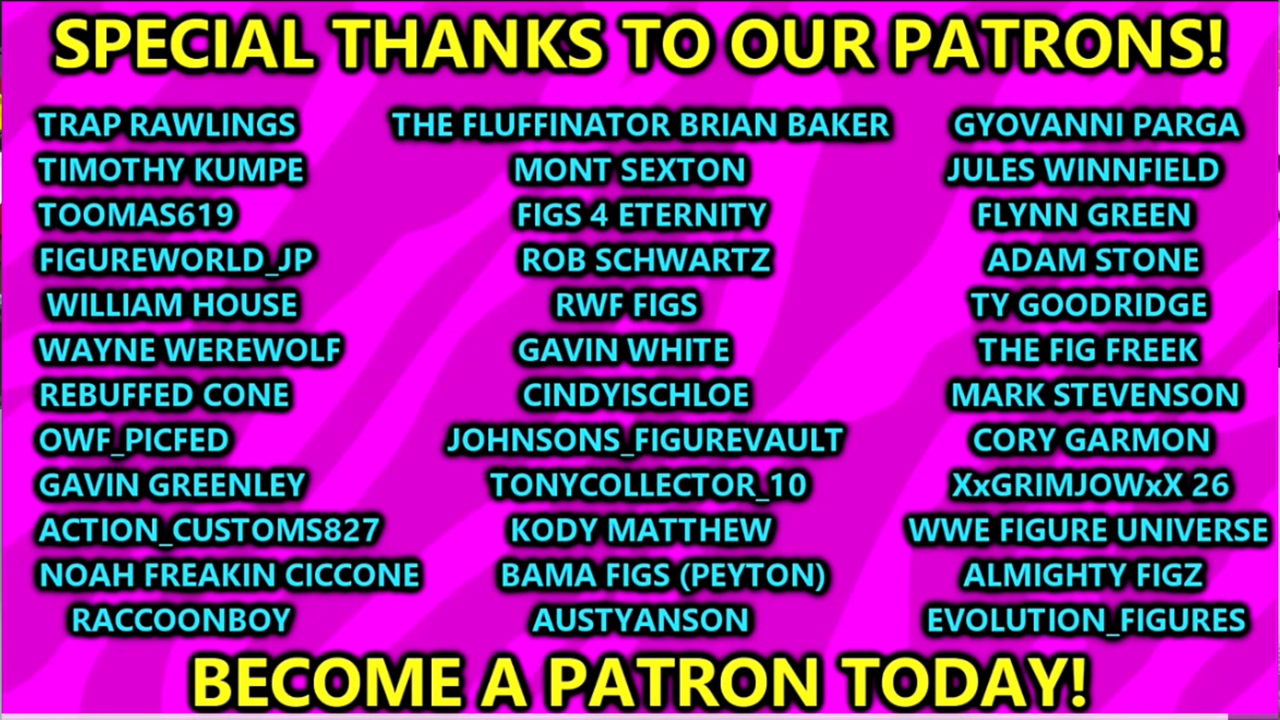 SPECIAL THANKS TO OUR PATRONS!
TRAP RAWLINGS
TIMOTHY KUMPE
TOOMAS619
FIGUREWORLD_JP
WILLIAM HOUSE
WAYNE WEREWOLF
REBUFFED CONE
OWF_PICFED
GAVIN GREENLEY
ACTION_CUSTOMS827
NOAH FREAKIN CICCONE
RACCOONBOY
THE FLUFFINATOR BRIAN BAKER
MONT SEXTON
FIGS 4 ETERNITY
ROB SCHWARTZ
RWF FIGS
GAVIN WHITE
CINDYISCHLOE
JOHNSONS_FIGUREVAULT
TONYCOLLECTOR_10
KODY MATTHEW
BAMA FIGS (PEYTON)
AUSTYANSON
GYOVANNI PARGA
JULES WINNFIELD
FLYNN GREEN
ADAM STONE
TY GOODRIDGE
THE FIG FREEK
MARK STEVENSON
CORY GARMON
XxGRIMJOWxX 26
WWE FIGURE UNIVERSE
ALMIGHTY FIGZ
EVOLUTION_FIGURES
BECOME A PATRON TODAY!